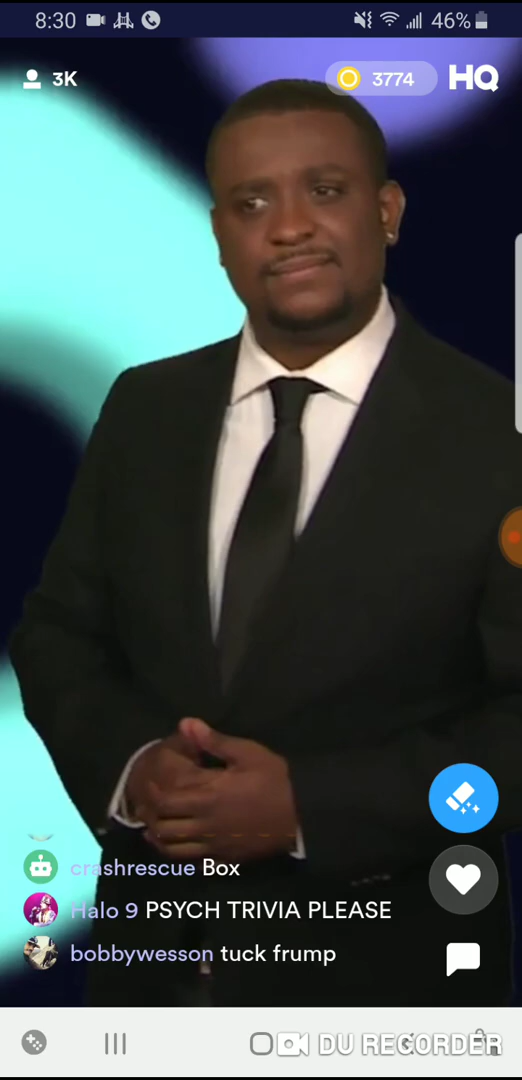 8:30 46%
3K 3774 HQ
crashrescue Box
Halo 9 PSYCH TRIVIA PLEASE
bobbywesson tuck frump
DU RECORDER